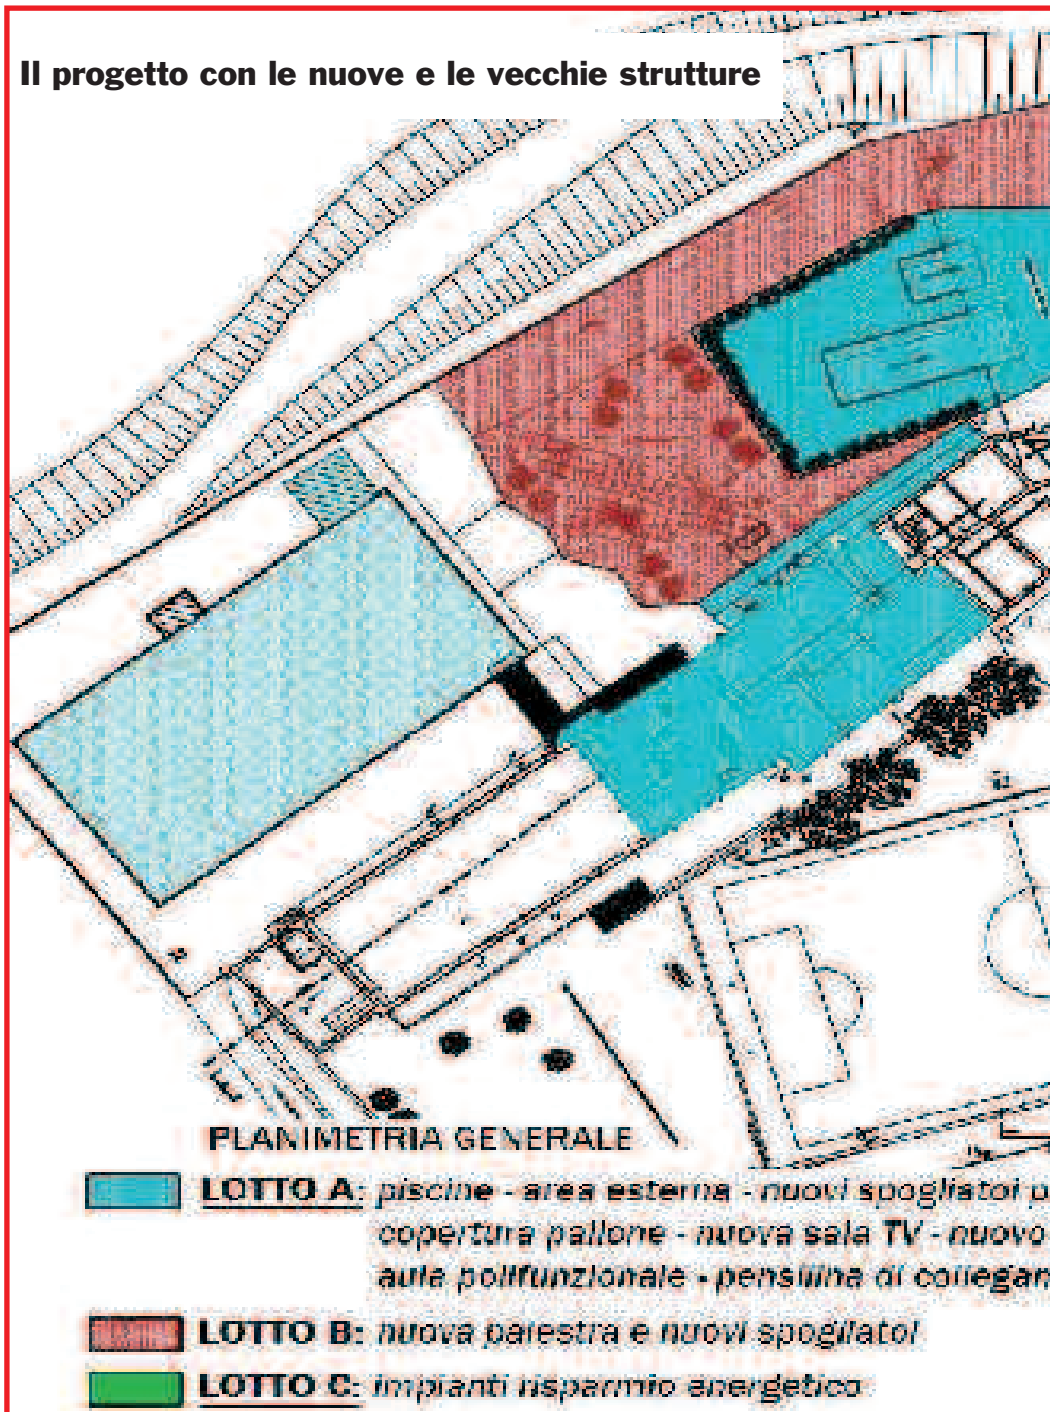 Il progetto con le nuove e le vecchie strutture
PLANIMETRIA GENERALE
LOTTO A: piscine - area esterna - nuovi spogliatoi
copertura pallone - nuova sala TV - nuovo
aula polifunzionale - pensilina di
LOTTO B: nuova palestra e nuovi spogliatoi
LOTTO C: impianti risparmio energetico